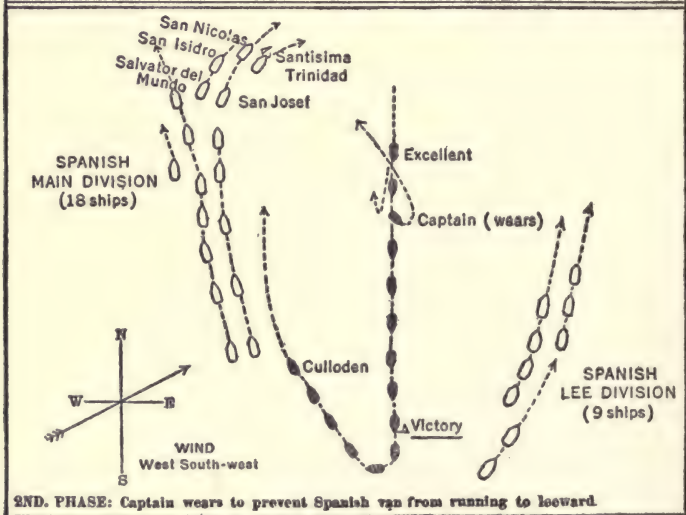 San Nicolas
San Isidro
Santisima
Trinidad
Salvator del
Mundo
San Josef
SPANISH
MAIN DIVISION
(18 ships)
Excellent
Captain (wears)
Culloden
Victory
SPANISH
LEE DIVISION
(9 ships)
N
W
E
S
WIND
West South-west
2ND. PHASE: Captain wears to prevent Spanish van from running to leeward.